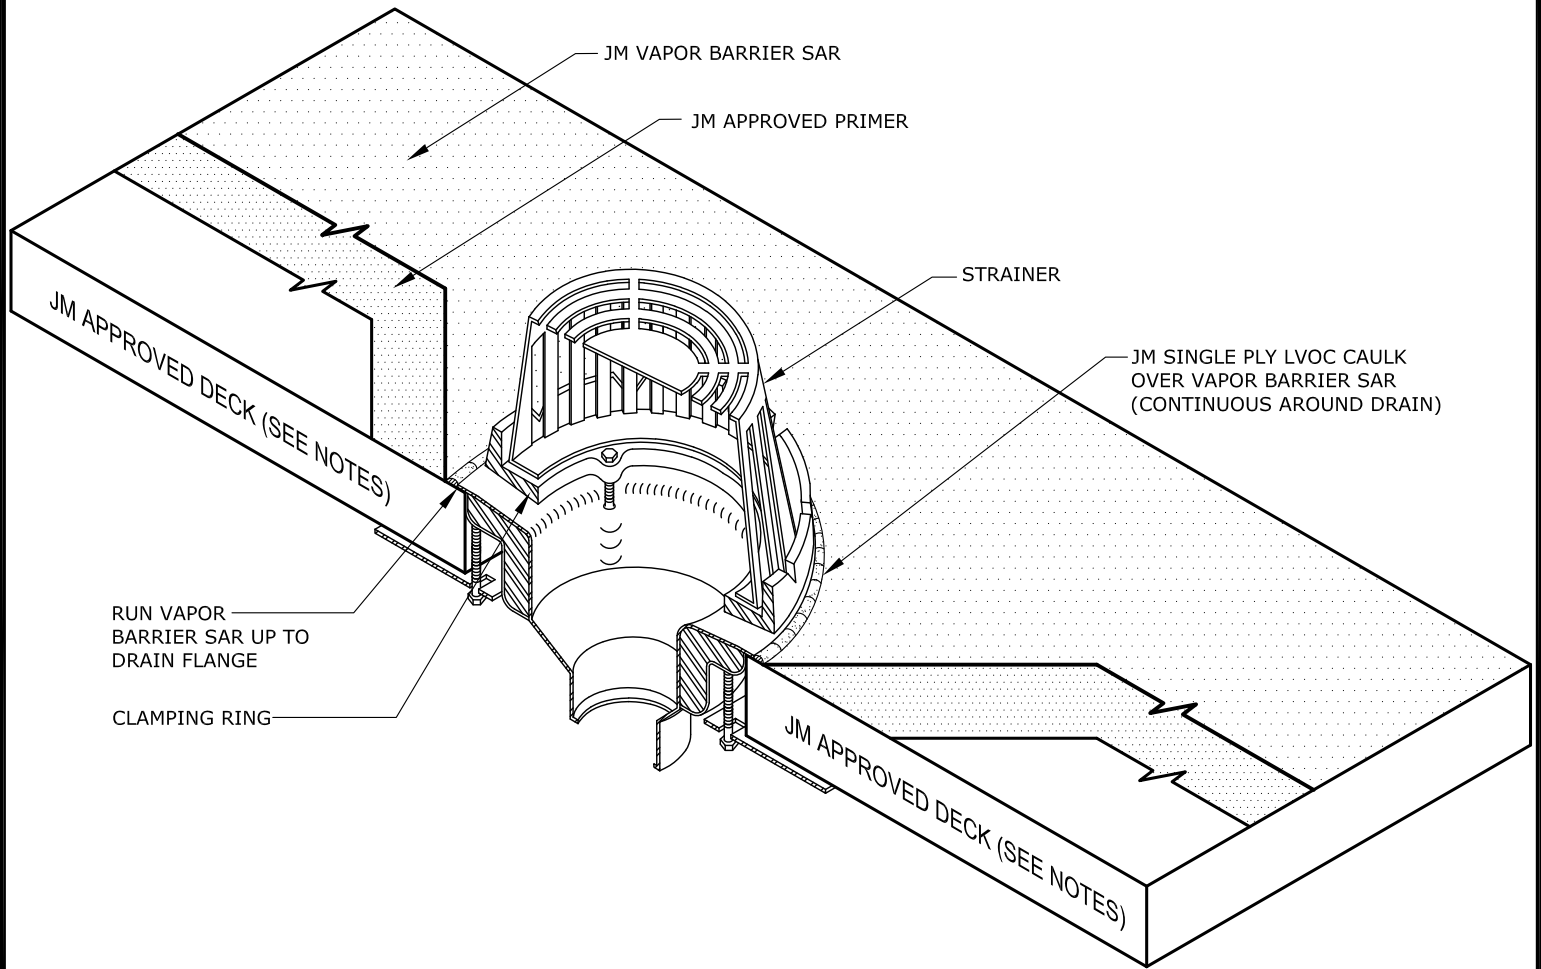 JM VAPOR BARRIER SAR
JM APPROVED PRIMER
STRAINER
JM SINGLE PLY LVOC CAULK
OVER VAPOR BARRIER SAR
(CONTINUOUS AROUND DRAIN)
JM APPROVED DECK (SEE NOTES)
RUN VAPOR
BARRIER SAR UP TO
DRAIN FLANGE
CLAMPING RING
JM APPROVED DECK (SEE NOTES)